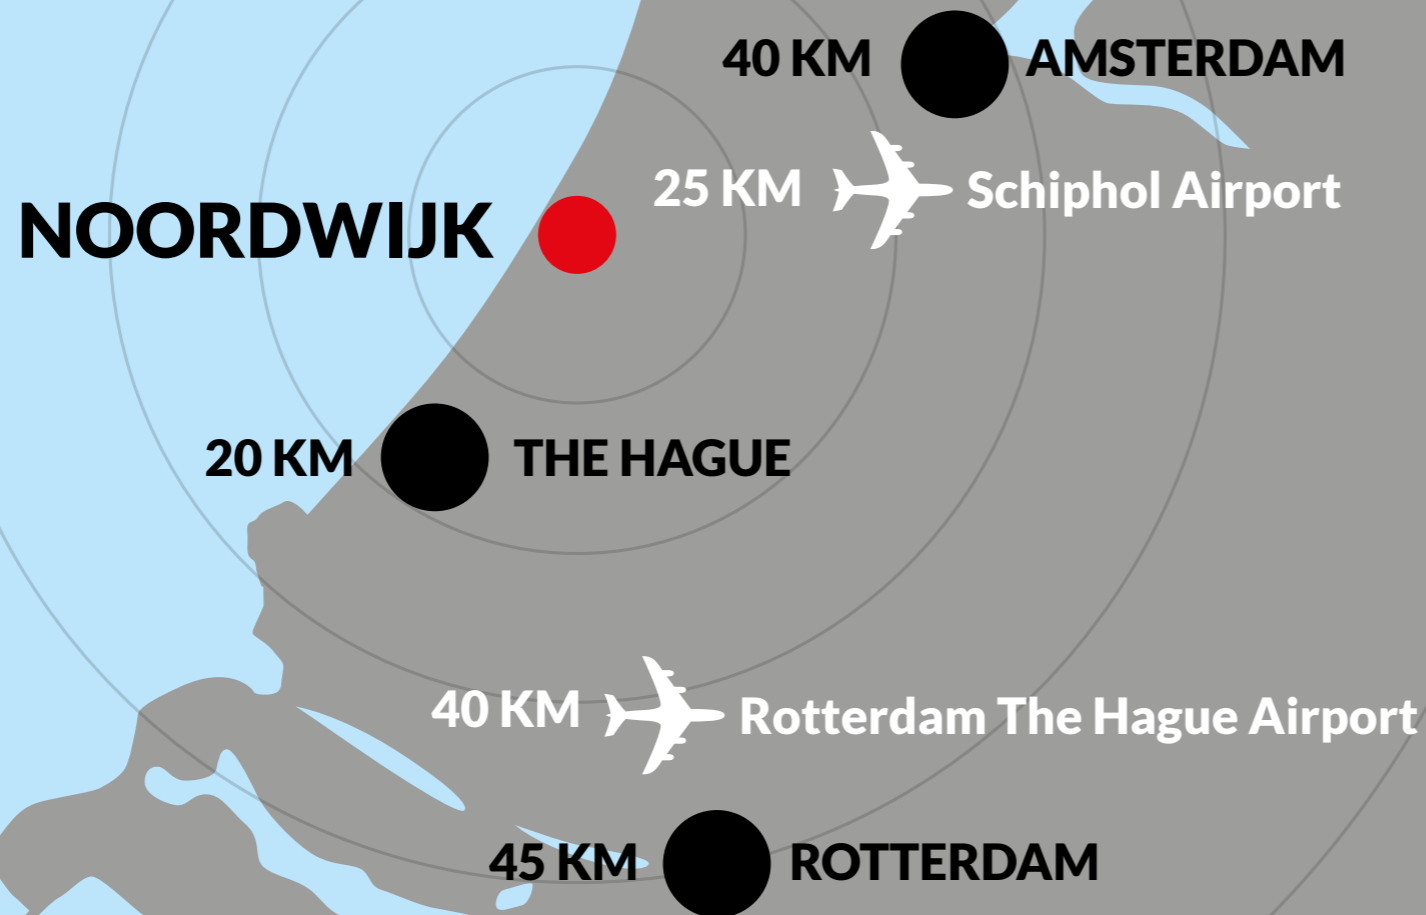 40 KM AMSTERDAM
25 KM Schiphol Airport
NOORDWIJK
20 KM THE HAGUE
40 KM Rotterdam The Hague Airport
45 KM ROTTERDAM